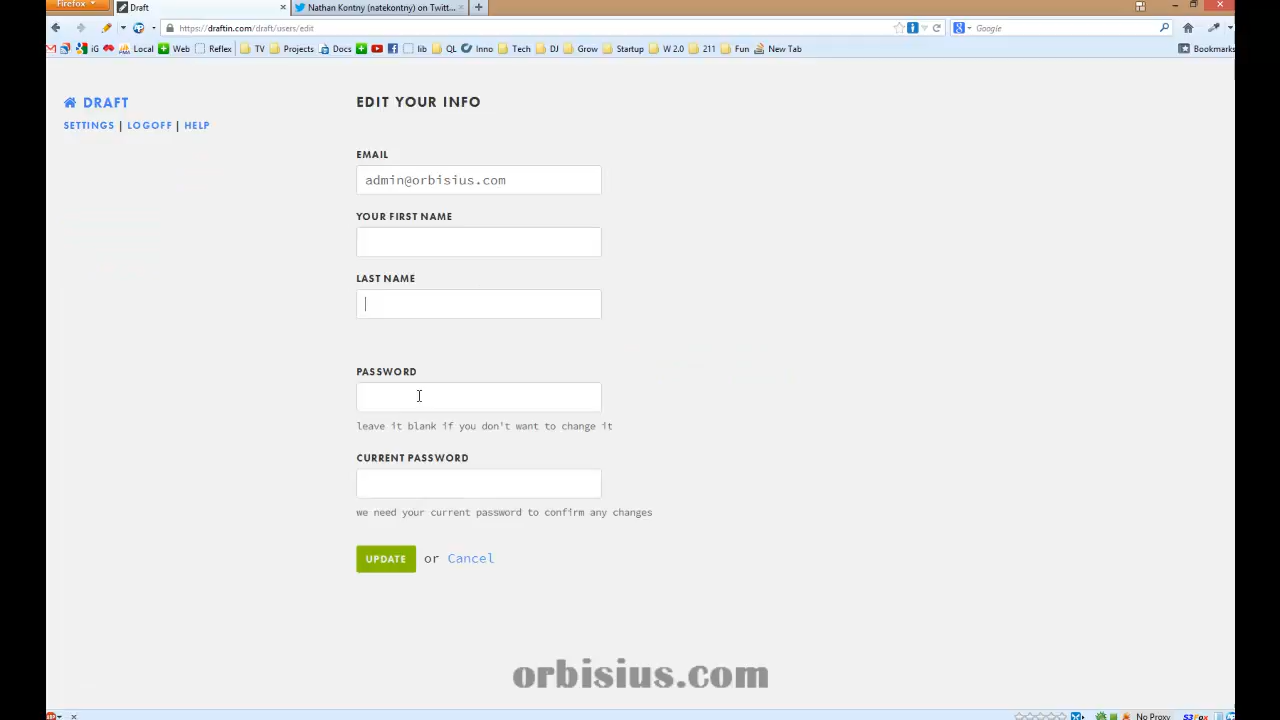 Firefox
Draft
Nathan Kontny (natekontny) on Twitt...
https://draftin.com/draft/users/edit
Google
iG
Local
Web
Reflex
TV
Projects
Docs
lib
QL
Inno
Tech
DJ
Grow
Startup
W 2.0
211
Fun
New Tab
Bookmarks
DRAFT
SETTINGS | LOGOFF | HELP
EDIT YOUR INFO
EMAIL
admin@orbisius.com
YOUR FIRST NAME
LAST NAME
PASSWORD
leave it blank if you don't want to change it
CURRENT PASSWORD
we need your current password to confirm any changes
UPDATE or Cancel
orbisius.com
No Proxy
S3Fox